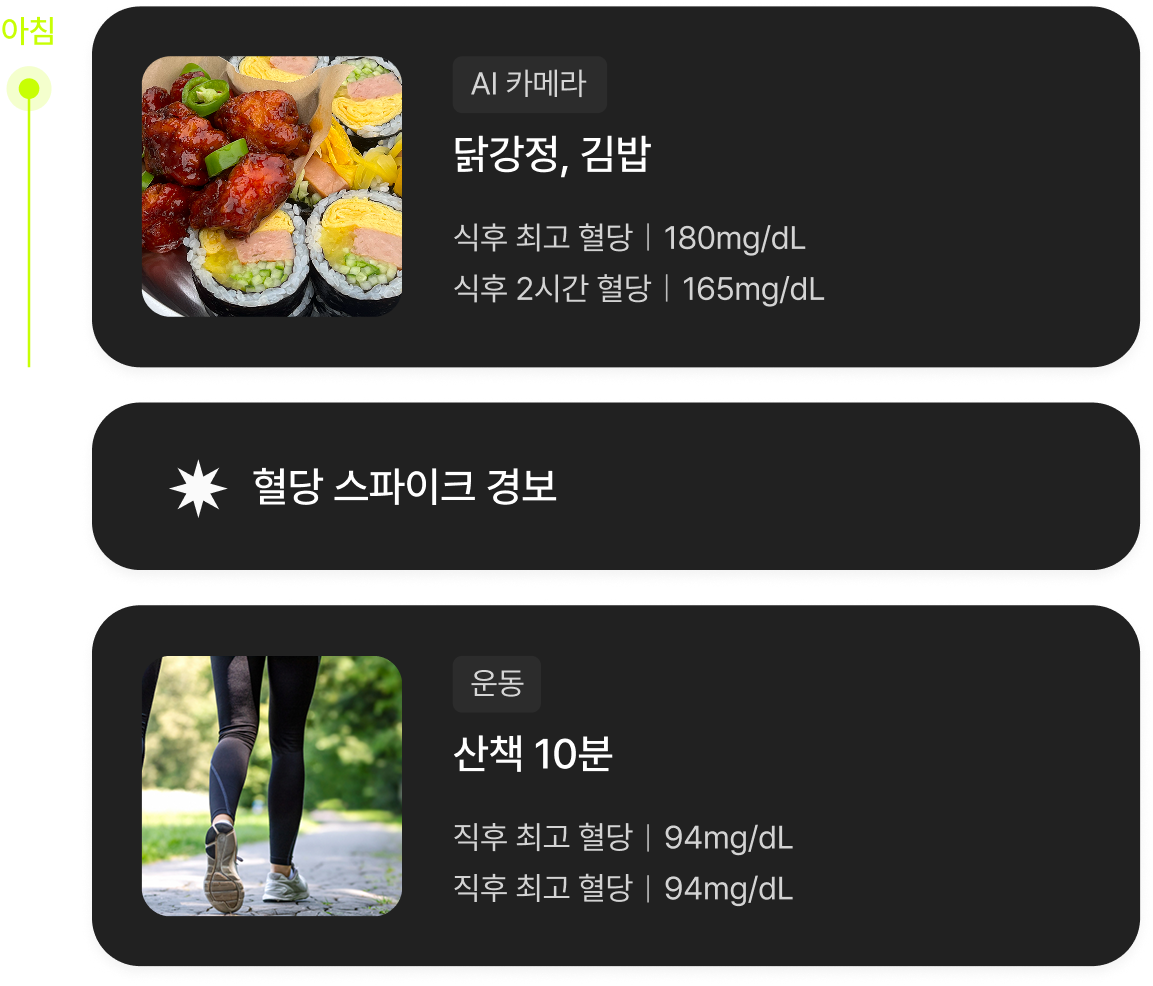 아침
AI 카메라
닭강정, 김밥
식후 최고 혈당 | 180mg/dL
식후 2시간 혈당 | 165mg/dL
혈당 스파이크 경보
운동
산책 10분
직후 최고 혈당 | 94mg/dL
직후 최고 혈당 | 94mg/dL